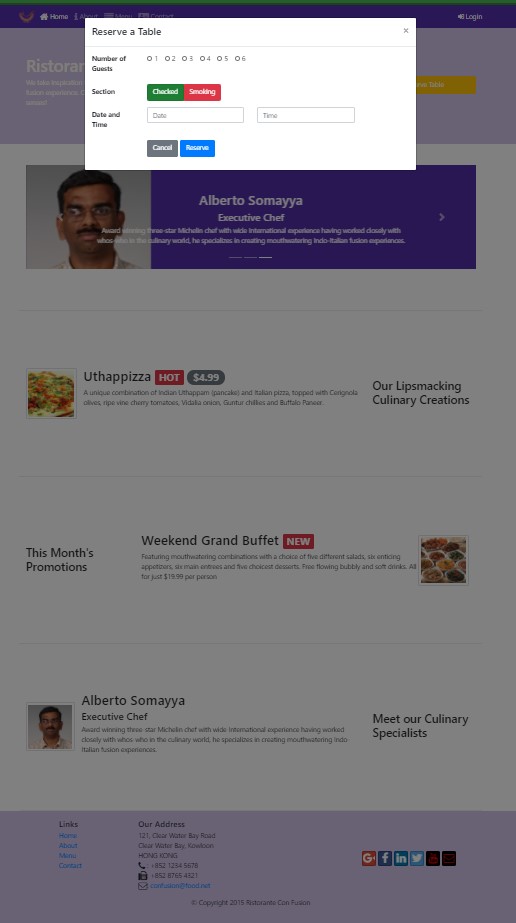 Home About Menu Contact Login
Reserve a Table ×
Number of Guests
1 2 3 4 5 6
Section
Checked Smoking
Date and Time
Date Time
Cancel Reserve
Ristoran
We take inspiration
fusion experience. C
senses!
rve Table
Alberto Somayya
Executive Chef
Award winning three-star Michelin chef with wide International experience having worked closely with
whos-who in the culinary world, he specializes in creating mouthwatering Indo-Italian fusion experiences.
Uthappizza HOT $4.99
A unique combination of Indian Uthappam (pancake) and Italian pizza, topped with Cerignola
olives, ripe vine cherry tomatoes, Vidalia onion, Guntur chillies and Buffalo Paneer.
Our Lipsmacking
Culinary Creations
This Month's
Promotions
Weekend Grand Buffet NEW
Featuring mouthwatering combinations with a choice of five different salads, six enticing
appetizers, six main entrees and five choicest desserts. Free flowing bubbly and soft drinks. All
for just $19.99 per person
Alberto Somayya
Executive Chef
Award winning three-star Michelin chef with wide International experience having worked
closely with whos-who in the culinary world, he specializes in creating mouthwatering Indo-
Italian fusion experiences.
Meet our Culinary
Specialists
Links
Home
About
Menu
Contact
Our Address
121, Clear Water Bay Road
Clear Water Bay, Kowloon
HONG KONG
: +852 1234 5678
: +852 8765 4321
: confusion@food.net
© Copyright 2015 Ristorante Con Fusion